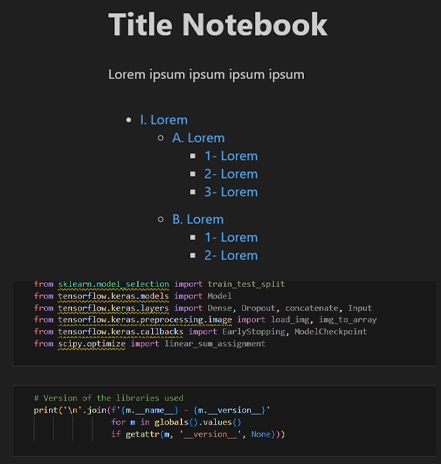 Title Notebook
Lorem ipsum ipsum ipsum ipsum
I. Lorem
A. Lorem
1- Lorem
2- Lorem
3- Lorem
B. Lorem
1- Lorem
2- Lorem
from sklearn.model_selection import train_test_split
from tensorflow.keras.models import Model
from tensorflow.keras.layers import Dense, Dropout, concatenate, Input
from tensorflow.keras.preprocessing.image import load_img, img_to_array
from tensorflow.keras.callbacks import EarlyStopping, ModelCheckpoint
from scipy.optimize import linear_sum_assignment
# Version of the libraries used
print('\n'.join(f'{m.__name__} - {m.__version__}'
for m in globals().values()
if getattr(m, '__version__', None)))